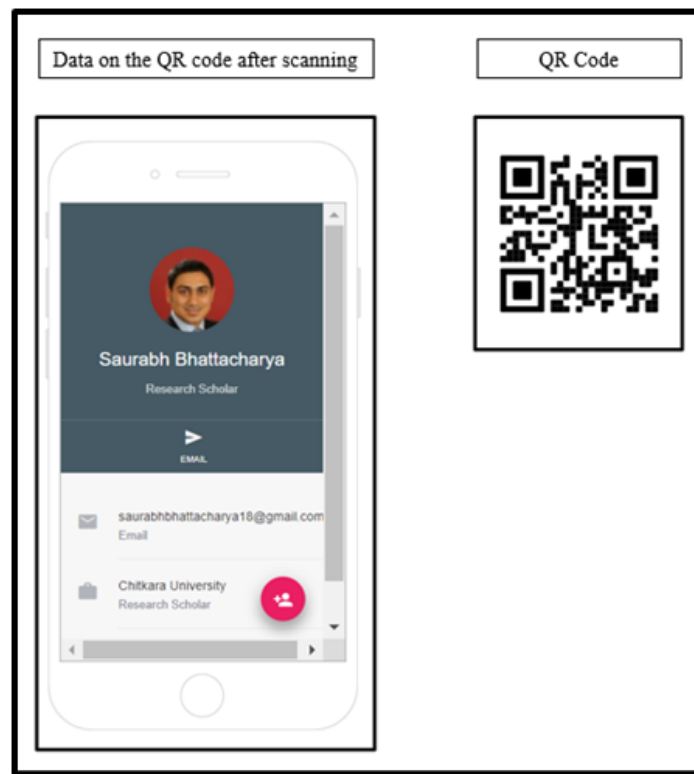 Data on the QR code after scanning
QR Code
Saurabh Bhattacharya
Research Scholar
EMAIL
saurabhbhattacharya18@gmail.com
Email
Chitkara University
Research Scholar